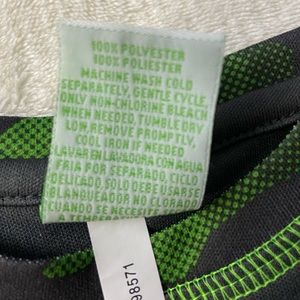 100% POLYESTER
100% POLIESTER
MACHINE WASH COLD
SEPARATELY, GENTLE CYCLE.
ONLY NON-CHLORINE BLEACH
WHEN NEEDED. TUMBLE DRY
LOW, REMOVE PROMPTLY,
COOL IRON IF NEEDED
LAVAR EN LAVADORA CON AGUA
FRIA POR SEPARADO, CICLO
DELICADO. SOLO DEBE USARSE
BLANQUEADOR NO CLORADO
CUANDO SE NECESITE
A TE
98571